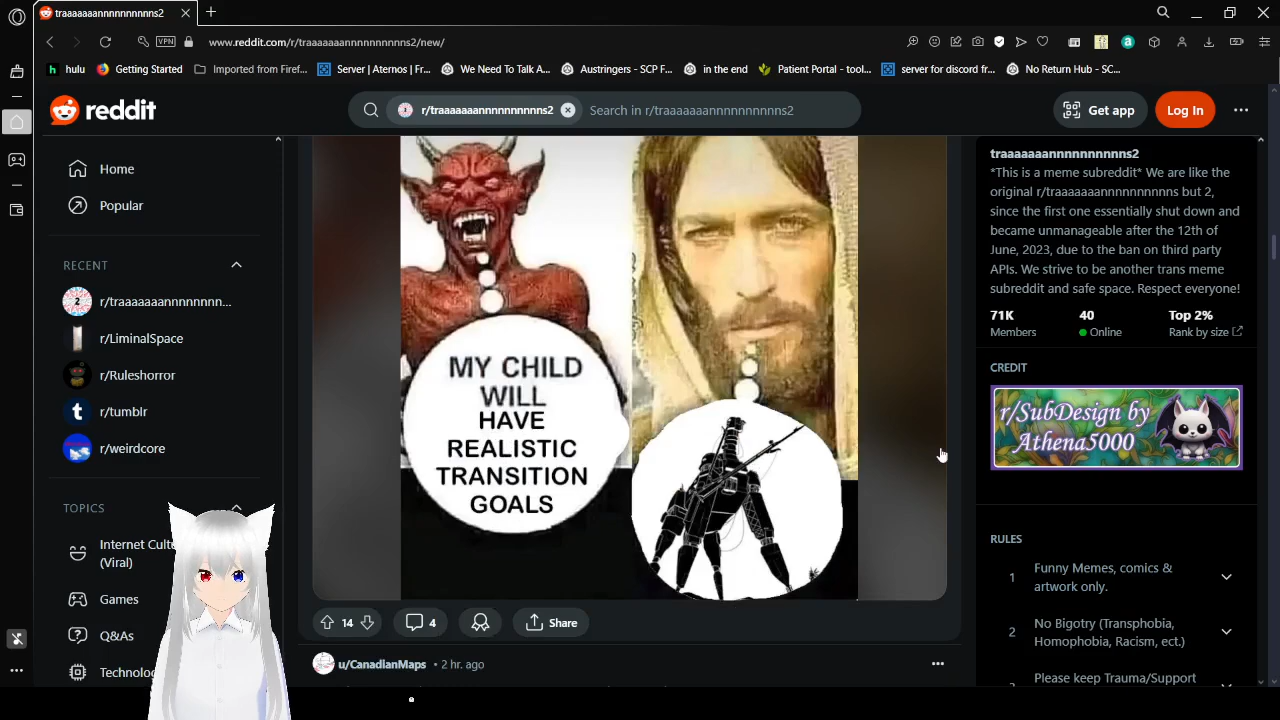 traaaaaaannnnnnnnnns2
VPN
www.reddit.com/r/traaaaaaannnnnnnnnns2/new/
hulu
Getting Started
Imported from Firef...
Server | Aternos | Fr...
We Need To Talk A...
Austringers - SCP F...
in the end
Patient Portal - tool...
server for discord fr...
No Return Hub - SC...
reddit
r/traaaaaaannnnnnnnnns2
Search in r/traaaaaaannnnnnnnnns2
Get app
Log In
Home
Popular
RECENT
r/traaaaaaannnnnnn...
r/LiminalSpace
r/Ruleshorror
r/tumblr
r/weirdcore
TOPICS
Internet Cult
(Viral)
Games
Q&As
Technolo
MY CHILD
WILL
HAVE
REALISTIC
TRANSITION
GOALS
14
4
Share
u/CanadianMaps • 2 hr. ago
traaaaaaannnnnnnnnns2
*This is a meme subreddit* We are like the
original r/traaaaaaannnnnnnnnns but 2,
since the first one essentially shut down and
became unmanageable after the 12th of
June, 2023, due to the ban on third party
APIs. We strive to be another trans meme
subreddit and safe space. Respect everyone!
71K
Members
40
Online
Top 2%
Rank by size
CREDIT
r/SubDesign by
Athena5000
RULES
1
Funny Memes, comics &
artwork only.
2
No Bigotry (Transphobia,
Homophobia, Racism, ect.)
Please keep Trauma/Support